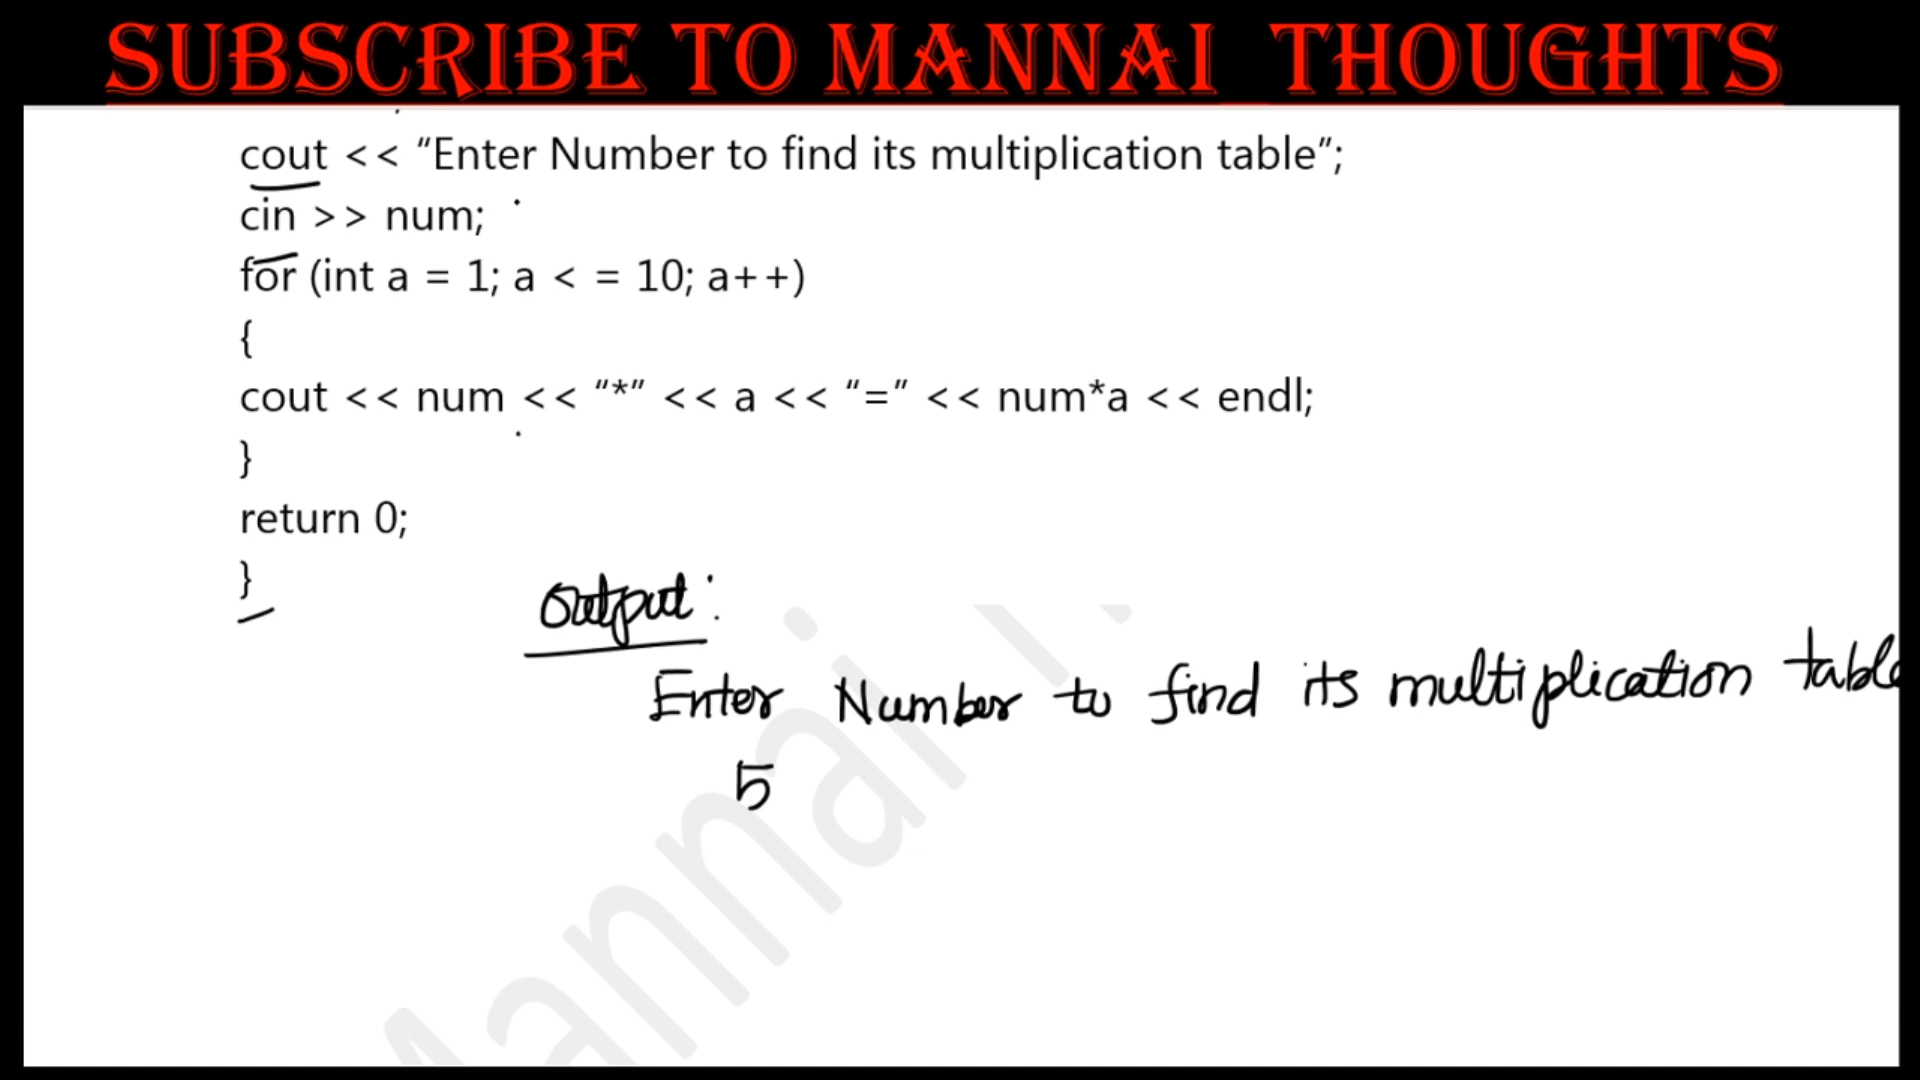 SUBSCRIBE TO MANNAI THOUGHTS
cout << “Enter Number to find its multiplication table”;
cin >> num;
for (int a = 1; a < = 10; a++)
{
cout << num << “*” << a << “=” << num*a << endl;
}
return 0;
}
Output:
Enter Number to find its multiplication table
5
Mannai